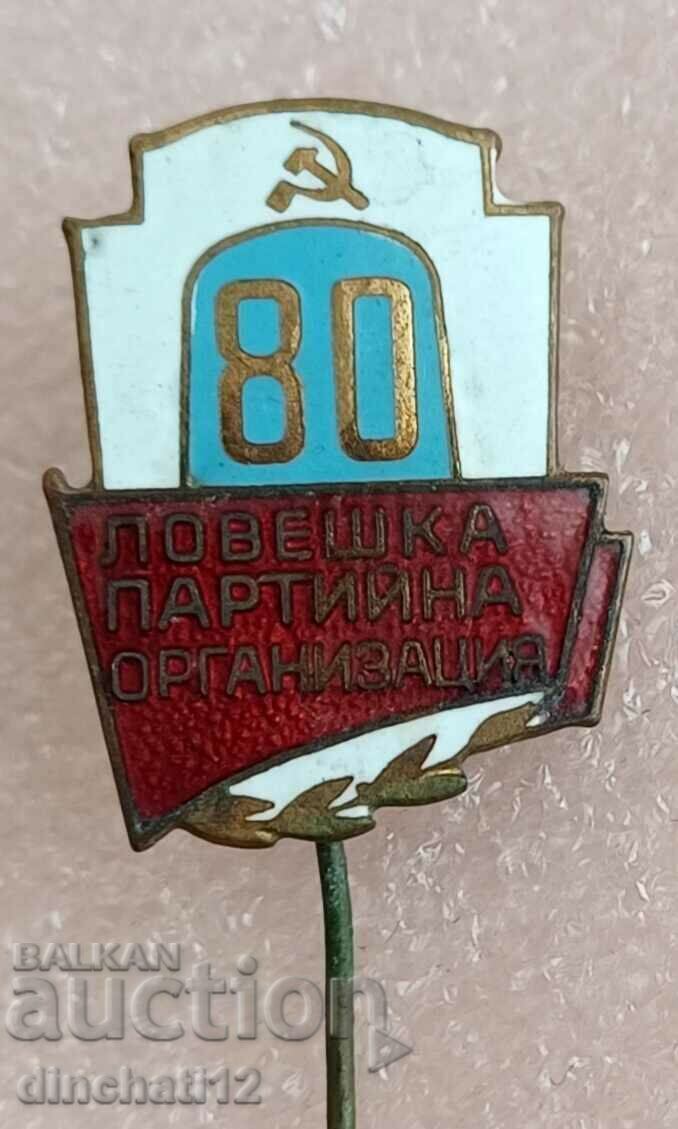 80
ЛОВЕШКА
ПАРТИЙНА
ОРГАНИЗАЦИЯ
BALKAN
auction
dinchati12